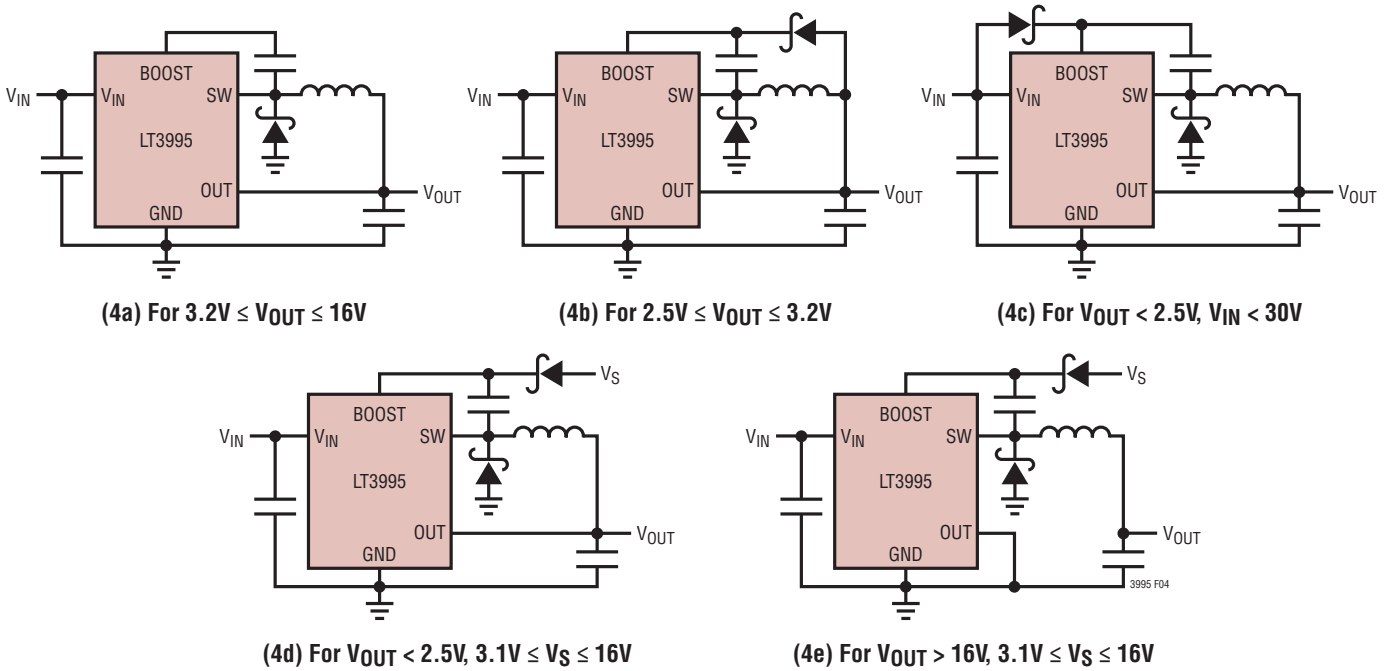 BOOST
V_IN V_IN SW
LT3995
OUT V_OUT
GND
(4a) For 3.2V ≤ V_OUT ≤ 16V
BOOST
V_IN V_IN SW
LT3995
OUT V_OUT
GND
(4b) For 2.5V ≤ V_OUT ≤ 3.2V
BOOST
V_IN V_IN SW
LT3995
OUT V_OUT
GND
(4c) For V_OUT < 2.5V, V_IN < 30V
V_S
BOOST
V_IN V_IN SW
LT3995
OUT V_OUT
GND
(4d) For V_OUT < 2.5V, 3.1V ≤ V_S ≤ 16V
V_S
BOOST
V_IN V_IN SW
LT3995
OUT V_OUT
GND
3995 F04
(4e) For V_OUT > 16V, 3.1V ≤ V_S ≤ 16V